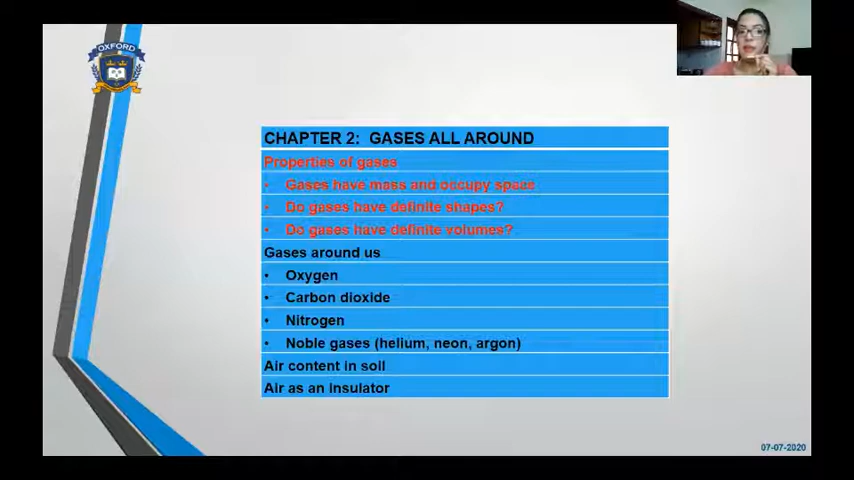 OXFORD
CHAPTER 2: GASES ALL AROUND
Properties of gases
• Gases have mass and occupy space
• Do gases have definite shapes?
• Do gases have definite volumes?
Gases around us
• Oxygen
• Carbon dioxide
• Nitrogen
• Noble gases (helium, neon, argon)
Air content in soil
Air as an insulator
07-07-2020